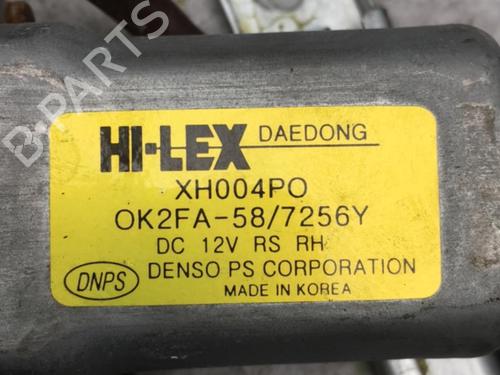 HI-LEX DAEDONG
XH004PO
OK2FA-58/7256Y
DC 12V RS RH
DNPS DENSO PS CORPORATION
MADE IN KOREA
B-PARTS